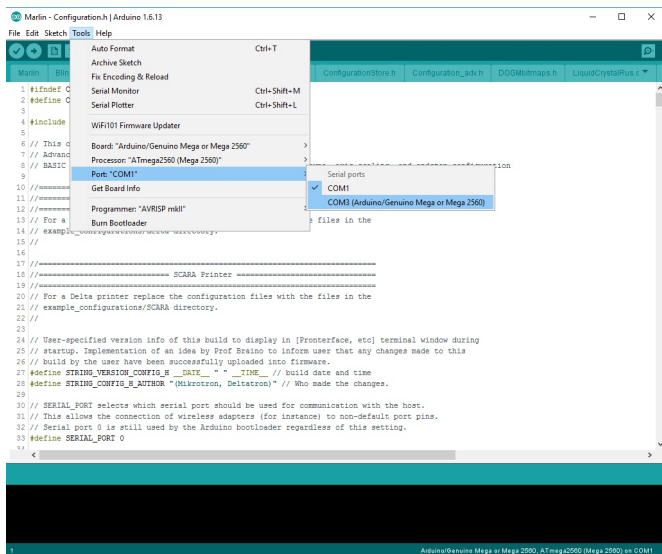 Marlin - Configuration.h | Arduino 1.6.13
File Edit Sketch Tools Help
Marlin Blin ConfigurationStore.h Configuration_adv.h DOGMbitmaps.h LiquidCrystalRus.c
Auto Format Ctrl+T
Archive Sketch
Fix Encoding & Reload
Serial Monitor Ctrl+Shift+M
Serial Plotter Ctrl+Shift+L
WiFi101 Firmware Updater
Board: "Arduino/Genuino Mega or Mega 2560"
Processor: "ATmega2560 (Mega 2560)"
Port: "COM1"
Get Board Info
Programmer: "AVRISP mkII"
Burn Bootloader
Serial ports
COM1
COM3 (Arduino/Genuino Mega or Mega 2560)
1 #ifndef C
2 #define C
3
4 #include
5
6 // This c
7 // Advanc
8 // BASIC
9
10 //=======
11 //=======
12 //=======
13 // For a e files in the
14 // example_configurations/delta directory.
15 //
16
17 //===========================================================================
18 //============================= SCARA Printer ===============================
19 //===========================================================================
20 // For a Delta printer replace the configuration files with the files in the
21 // example_configurations/SCARA directory.
22 //
23
24 // User-specified version info of this build to display in [Pronterface, etc] terminal window during
25 // startup. Implementation of an idea by Prof Braino to inform user that any changes made to this
26 // build by the user have been successfully uploaded into firmware.
27 #define STRING_VERSION_CONFIG_H __DATE__ " " __TIME__ // build date and time
28 #define STRING_CONFIG_H_AUTHOR "(Mikrotron, Deltatron)" // Who made the changes.
29
30 // SERIAL_PORT selects which serial port should be used for communication with the host.
31 // This allows the connection of wireless adapters (for instance) to non-default port pins.
32 // Serial port 0 is still used by the Arduino bootloader regardless of this setting.
33 #define SERIAL_PORT 0
1 Arduino/Genuino Mega or Mega 2560, ATmega2560 (Mega 2560) on COM1